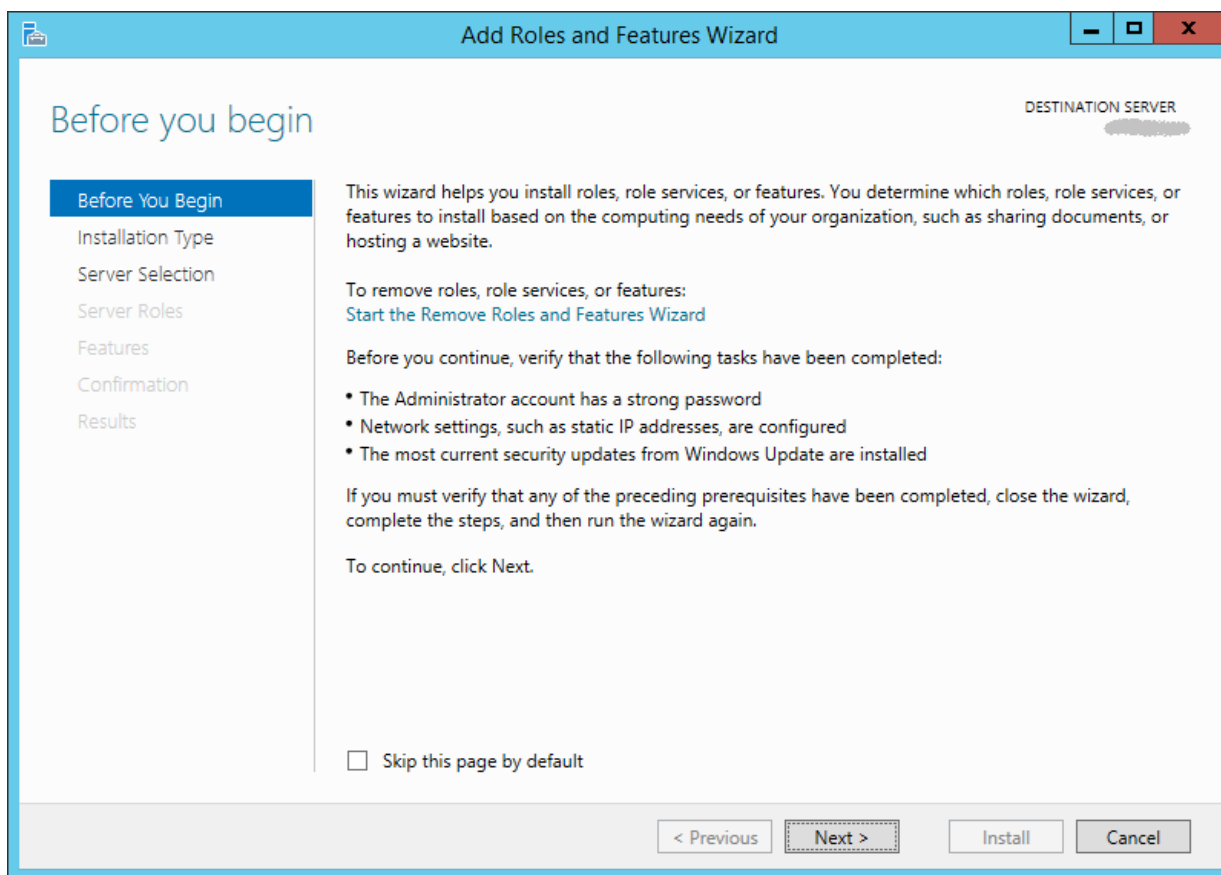 Add Roles and Features Wizard
Before you begin
DESTINATION SERVER
Before You Begin
Installation Type
Server Selection
Server Roles
Features
Confirmation
Results
This wizard helps you install roles, role services, or features. You determine which roles, role services, or
features to install based on the computing needs of your organization, such as sharing documents, or
hosting a website.
To remove roles, role services, or features:
Start the Remove Roles and Features Wizard
Before you continue, verify that the following tasks have been completed:
• The Administrator account has a strong password
• Network settings, such as static IP addresses, are configured
• The most current security updates from Windows Update are installed
If you must verify that any of the preceding prerequisites have been completed, close the wizard,
complete the steps, and then run the wizard again.
To continue, click Next.
Skip this page by default
< Previous
Next >
Install
Cancel